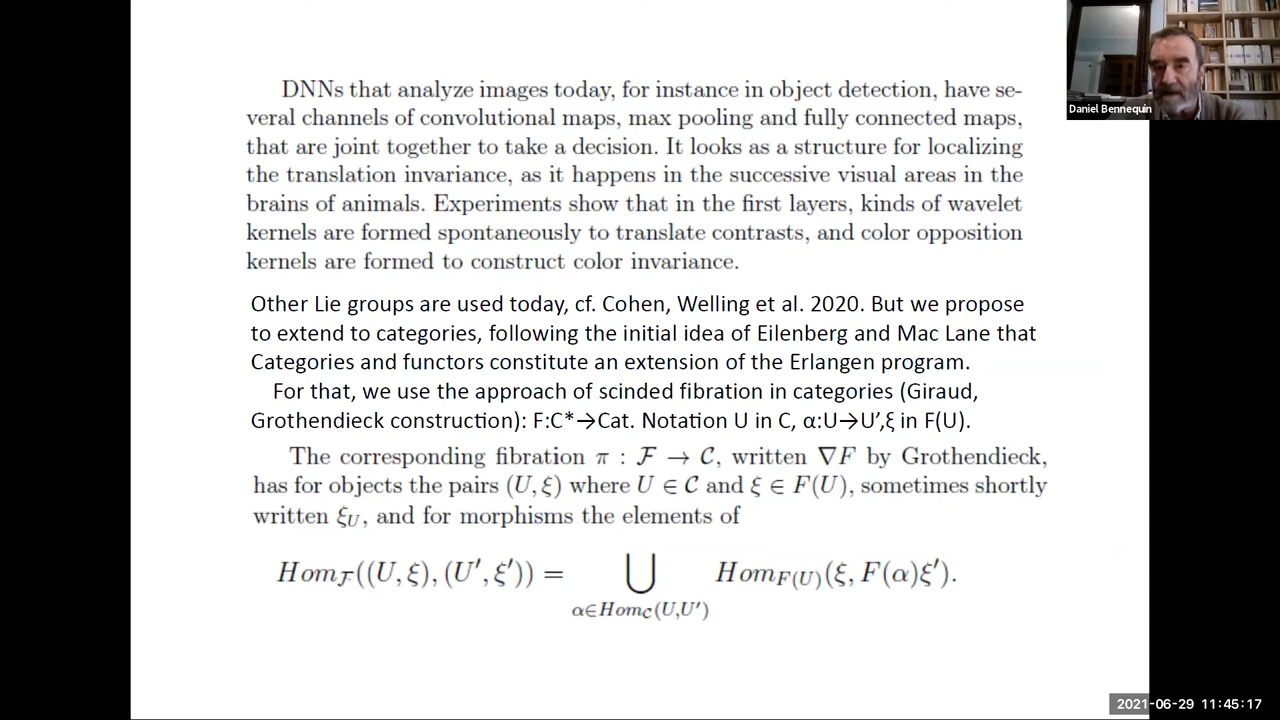 DNNs that analyze images today, for instance in object detection, have se-
veral channels of convolutional maps, max pooling and fully connected maps,
that are joint together to take a decision. It looks as a structure for localizing
the translation invariance, as it happens in the successive visual areas in the
brains of animals. Experiments show that in the first layers, kinds of wavelet
kernels are formed spontaneously to translate contrasts, and color opposition
kernels are formed to construct color invariance.
Other Lie groups are used today, cf. Cohen, Welling et al. 2020. But we propose
to extend to categories, following the initial idea of Eilenberg and Mac Lane that
Categories and functors constitute an extension of the Erlangen program.
For that, we use the approach of scinded fibration in categories (Giraud,
Grothendieck construction): F:C*→Cat. Notation U in C, α:U→U’,ξ in F(U).
The corresponding fibration π : ℱ → 𝒞, written ∇F by Grothendieck,
has for objects the pairs (U, ξ) where U ∈ 𝒞 and ξ ∈ F(U), sometimes shortly
written ξ_U, and for morphisms the elements of
Hom_ℱ((U, ξ), (U′, ξ′)) = ⋃_{α∈Hom_𝒞(U,U′)} Hom_{F(U)}(ξ, F(α)ξ′).
Daniel Bennequin
2021-06-29 11:45:17